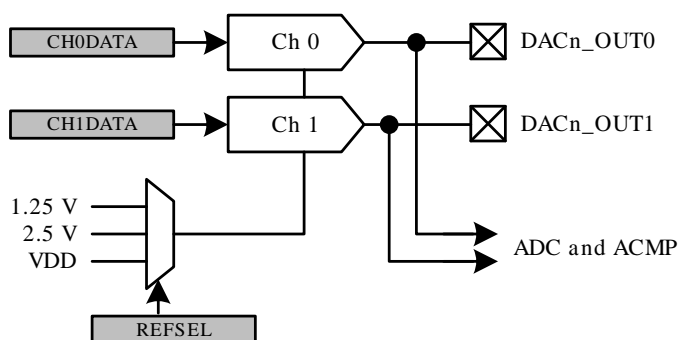 CH0DATA
Ch 0
DACn_OUT0
CH1DATA
Ch 1
DACn_OUT1
1.25 V
2.5 V
VDD
ADC and ACMP
REFSEL